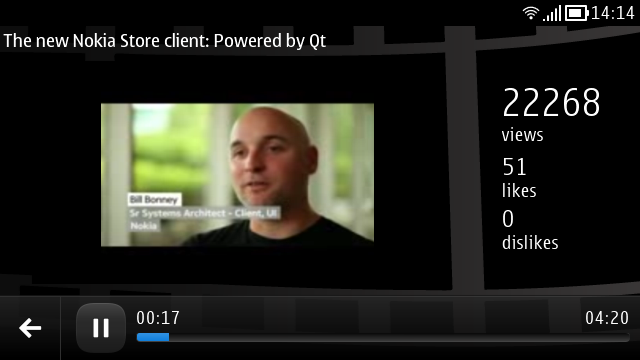 14:14
The new Nokia Store client: Powered by Qt
22268
views
51
likes
0
dislikes
Bill Bonney
Sr Systems Architect - Client, UI
Nokia
00:17
04:20